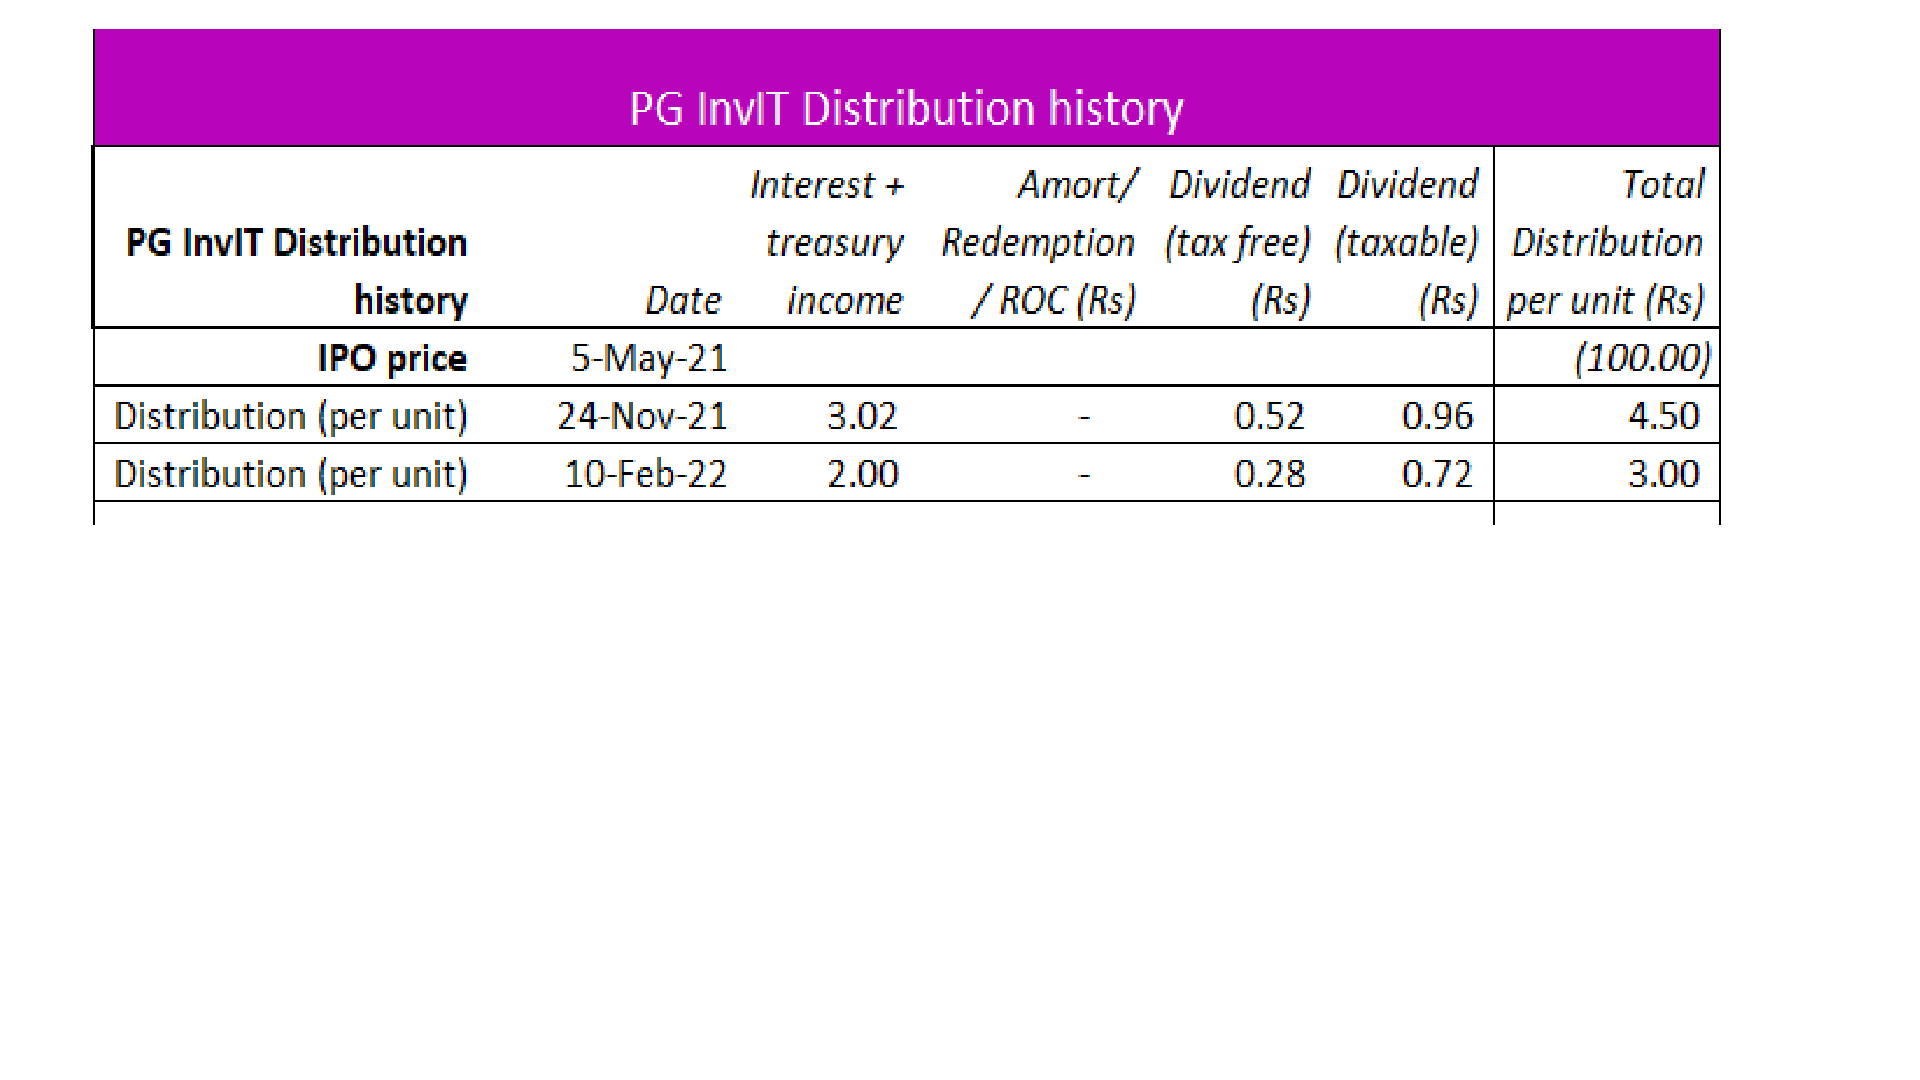 PG InvIT Distribution history
Interest + Amort/ Dividend Dividend Total
PG InvIT Distribution treasury Redemption (tax free) (taxable) Distribution
history Date income / ROC (Rs) (Rs) (Rs) per unit (Rs)
IPO price 5-May-21 (100.00)
Distribution (per unit) 24-Nov-21 3.02 - 0.52 0.96 4.50
Distribution (per unit) 10-Feb-22 2.00 - 0.28 0.72 3.00